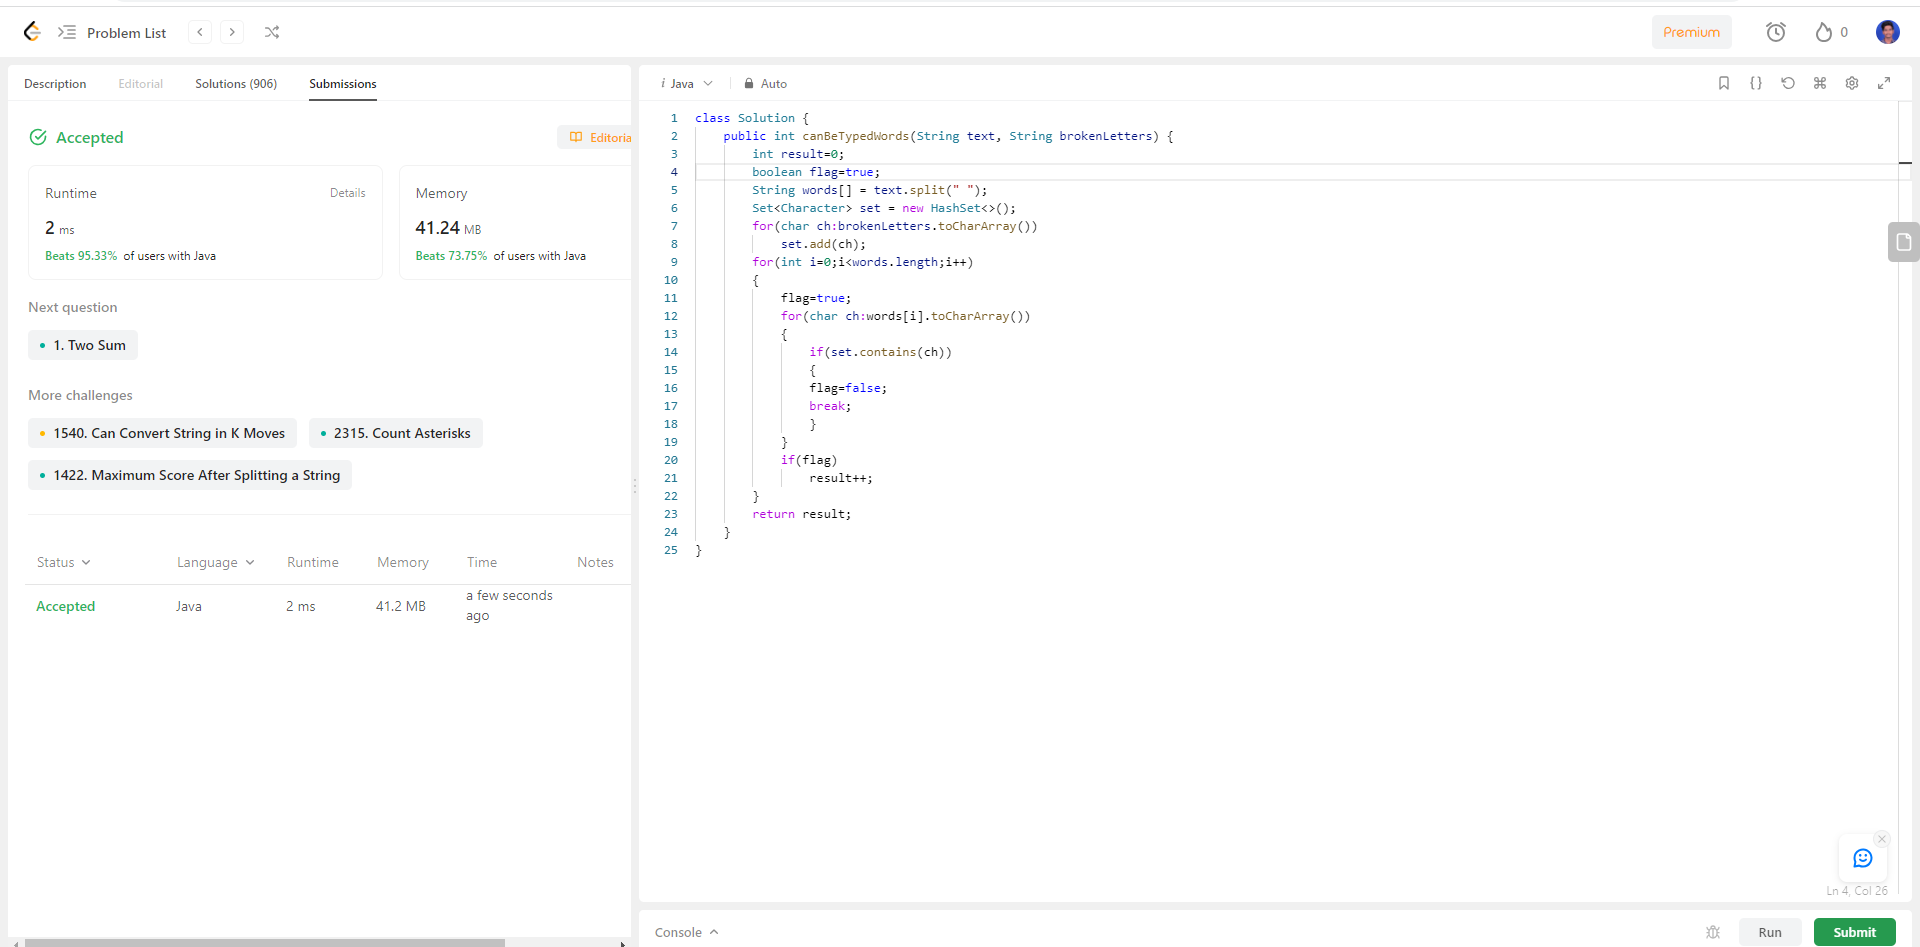 Problem List
Premium
0
Description Editorial Solutions (906) Submissions
Accepted
Editoria
Runtime Details
2 ms
Beats 95.33% of users with Java
Memory
41.24 MB
Beats 73.75% of users with Java
Next question
1. Two Sum
More challenges
1540. Can Convert String in K Moves
2315. Count Asterisks
1422. Maximum Score After Splitting a String
Status Language Runtime Memory Time Notes
Accepted Java 2 ms 41.2 MB a few seconds ago
i Java Auto
1 class Solution {
2     public int canBeTypedWords(String text, String brokenLetters) {
3         int result=0;
4         boolean flag=true;
5         String words[] = text.split(" ");
6         Set<Character> set = new HashSet<>();
7         for(char ch:brokenLetters.toCharArray())
8             set.add(ch);
9         for(int i=0;i<words.length;i++)
10         {
11             flag=true;
12             for(char ch:words[i].toCharArray())
13             {
14                 if(set.contains(ch))
15                 {
16                 flag=false;
17                 break;
18                 }
19             }
20             if(flag)
21                 result++;
22         }
23         return result;
24     }
25 }
Ln 4, Col 26
Console
Run
Submit